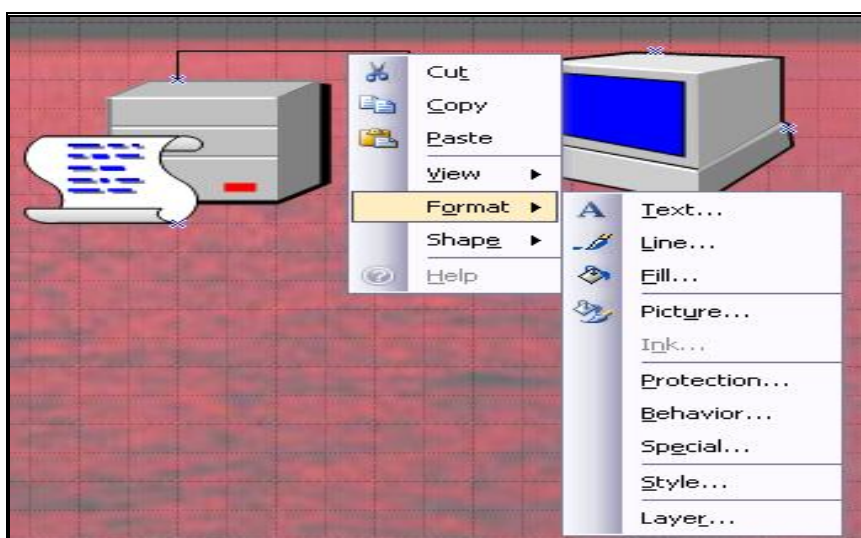 Cut
Copy
Paste
View
Format
Shape
Help
Text...
Line...
Fill...
Picture...
Ink...
Protection...
Behavior...
Special...
Style...
Layer...